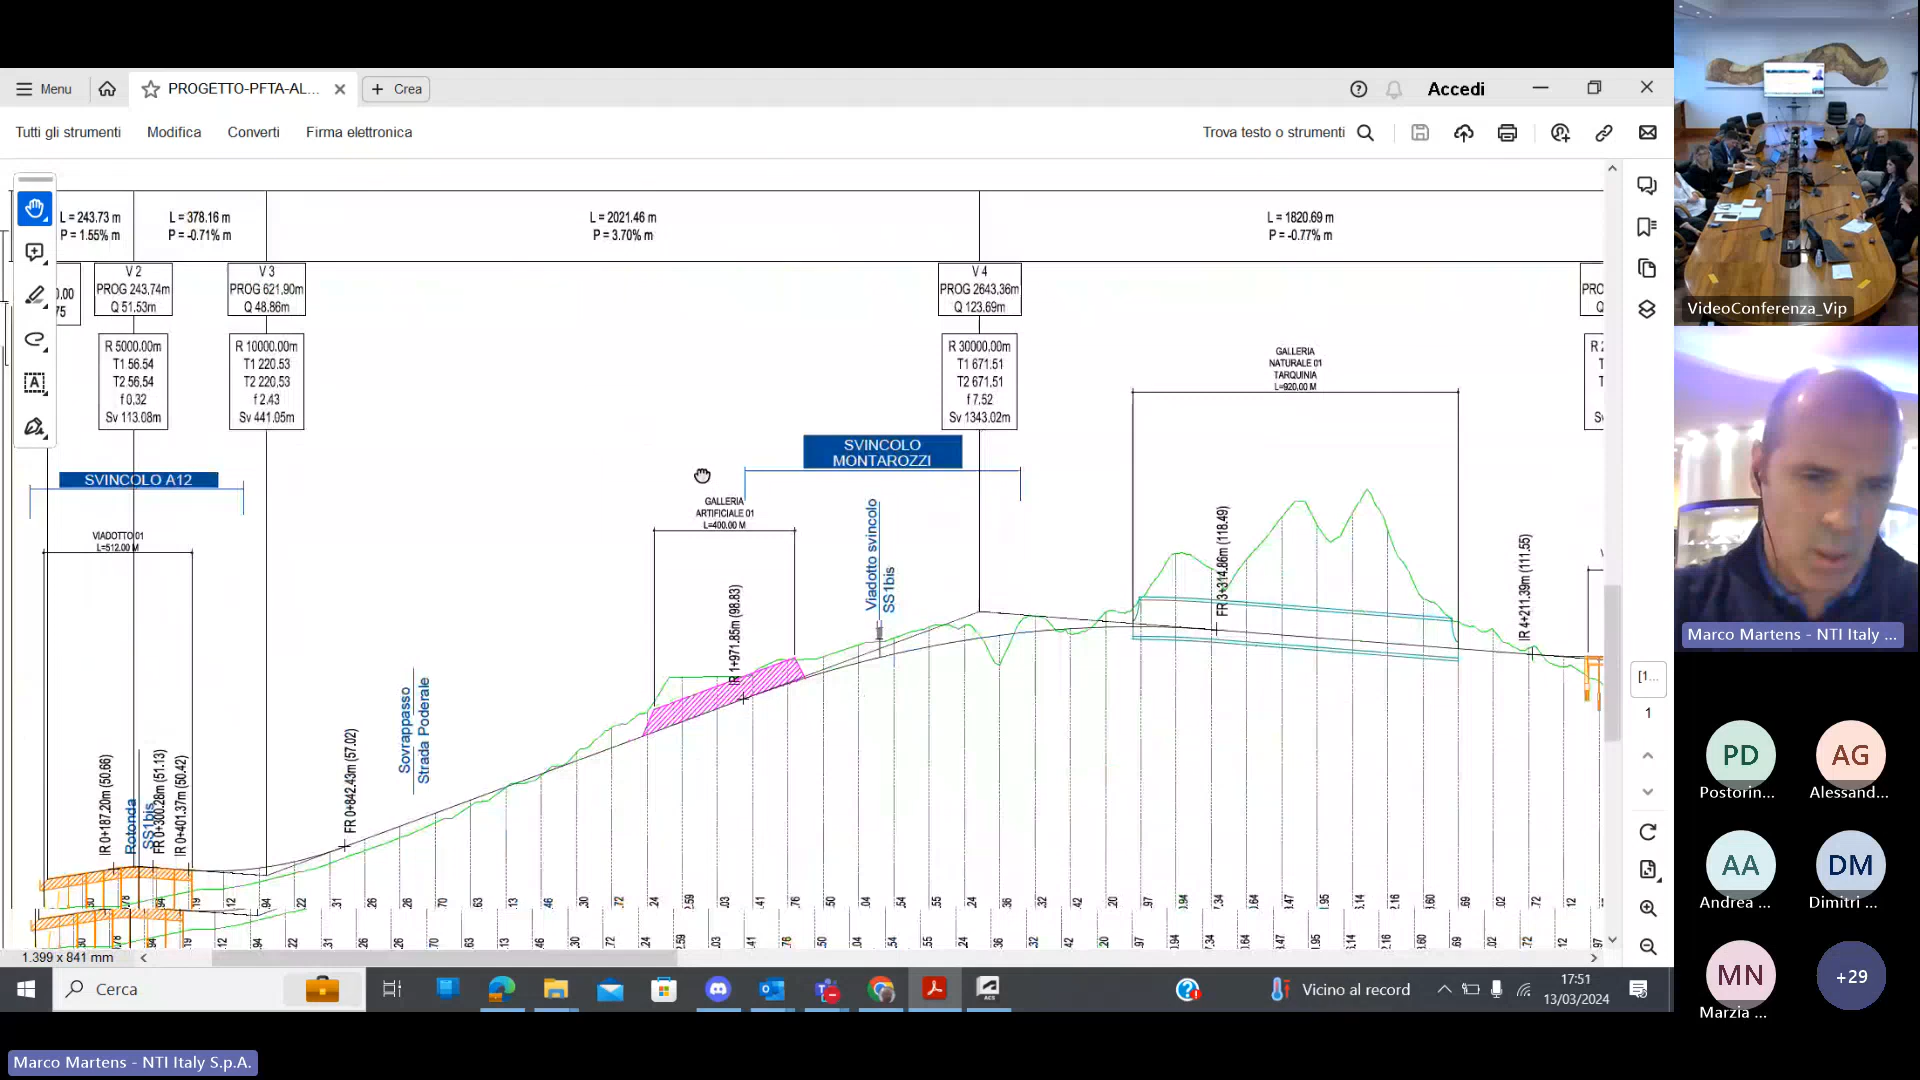 Menu
PROGETTO-PFTA-AL...
Crea
Accedi
Tutti gli strumenti
Modifica
Converti
Firma elettronica
Trova testo o strumenti
L = 243.73 m
P = 1.55% m
L = 378.16 m
P = -0.71% m
L = 2021.46 m
P = 3.70% m
L = 1820.69 m
P = -0.77% m
V 2
PROG 243,74m
Q 51.53m
V 3
PROG 621,90m
Q 48.86m
V 4
PROG 2643,36m
Q 123.69m
R 5000.00m
T1 56.54
T2 56,54
f 0.32
Sv 113.08m
R 10000.00m
T1 220.53
T2 220,53
f 2.43
Sv 441.05m
R 30000.00m
T1 671.51
T2 671.51
f 7.52
Sv 1343.02m
GALLERIA
NATURALE 01
TARQUINIA
L=920,00 M
SVINCOLO
MONTAROZZI
SVINCOLO A12
GALLERIA
ARTIFICIALE 01
L=400.00 M
VIADOTTO 01
L=512.00 M
Viadotto svincolo
SS1bis
Sovrappasso
Strada Poderale
Rotonda
SS1bis
IR 0+187.20m (50.66)
FR 0+300.28m (51.13)
IR 0+401.37m (50.42)
FR 0+842.43m (57.02)
IR 1+971.85m (98.83)
FR 3+314.86m (118.49)
IR 4+211.39m (111.55)
1.399 x 841 mm
[1...
1
Cerca
Vicino al record
17:51
13/03/2024
VideoConferenza_Vip
Marco Martens - NTI Italy ...
PD
Postorin...
AG
Alessand...
AA
Andrea ...
DM
Dimitri ...
MN
Marzia ...
+29
Marco Martens - NTI Italy S.p.A.